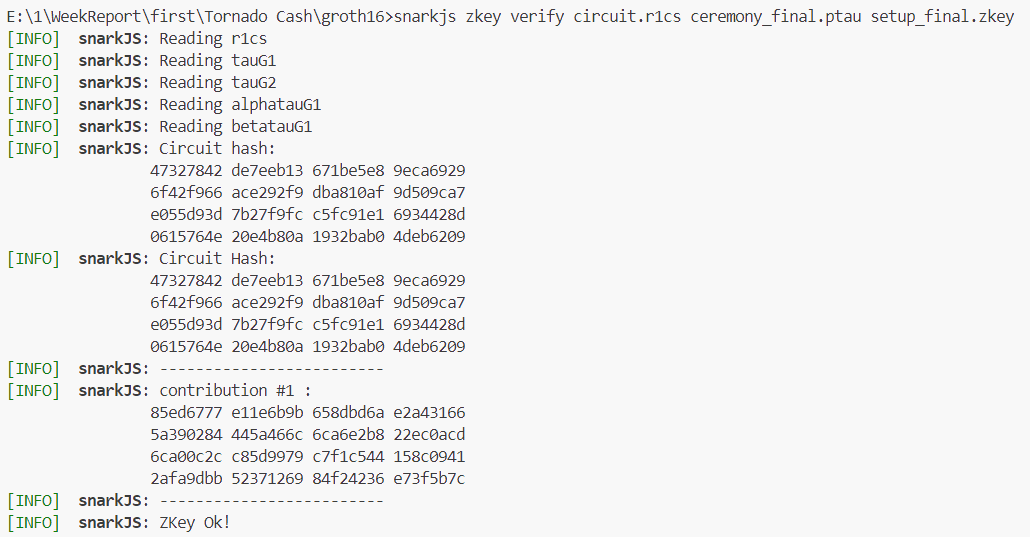 E:\1\WeekReport\first\Tornado Cash\groth16>snarkjs zkey verify circuit.r1cs ceremony_final.ptau setup_final.zkey
[INFO]  snarkJS: Reading r1cs
[INFO]  snarkJS: Reading tauG1
[INFO]  snarkJS: Reading tauG2
[INFO]  snarkJS: Reading alphatauG1
[INFO]  snarkJS: Reading betatauG1
[INFO]  snarkJS: Circuit hash:
47327842 de7eeb13 671be5e8 9eca6929
6f42f966 ace292f9 dba810af 9d509ca7
e055d93d 7b27f9fc c5fc91e1 6934428d
0615764e 20e4b80a 1932bab0 4deb6209
[INFO]  snarkJS: Circuit Hash:
47327842 de7eeb13 671be5e8 9eca6929
6f42f966 ace292f9 dba810af 9d509ca7
e055d93d 7b27f9fc c5fc91e1 6934428d
0615764e 20e4b80a 1932bab0 4deb6209
[INFO]  snarkJS: -------------------------
[INFO]  snarkJS: contribution #1 :
85ed6777 e11e6b9b 658dbd6a e2a43166
5a390284 445a466c 6ca6e2b8 22ec0acd
6ca00c2c c85d9979 c7f1c544 158c0941
2afa9dbb 52371269 84f24236 e73f5b7c
[INFO]  snarkJS: -------------------------
[INFO]  snarkJS: ZKey Ok!